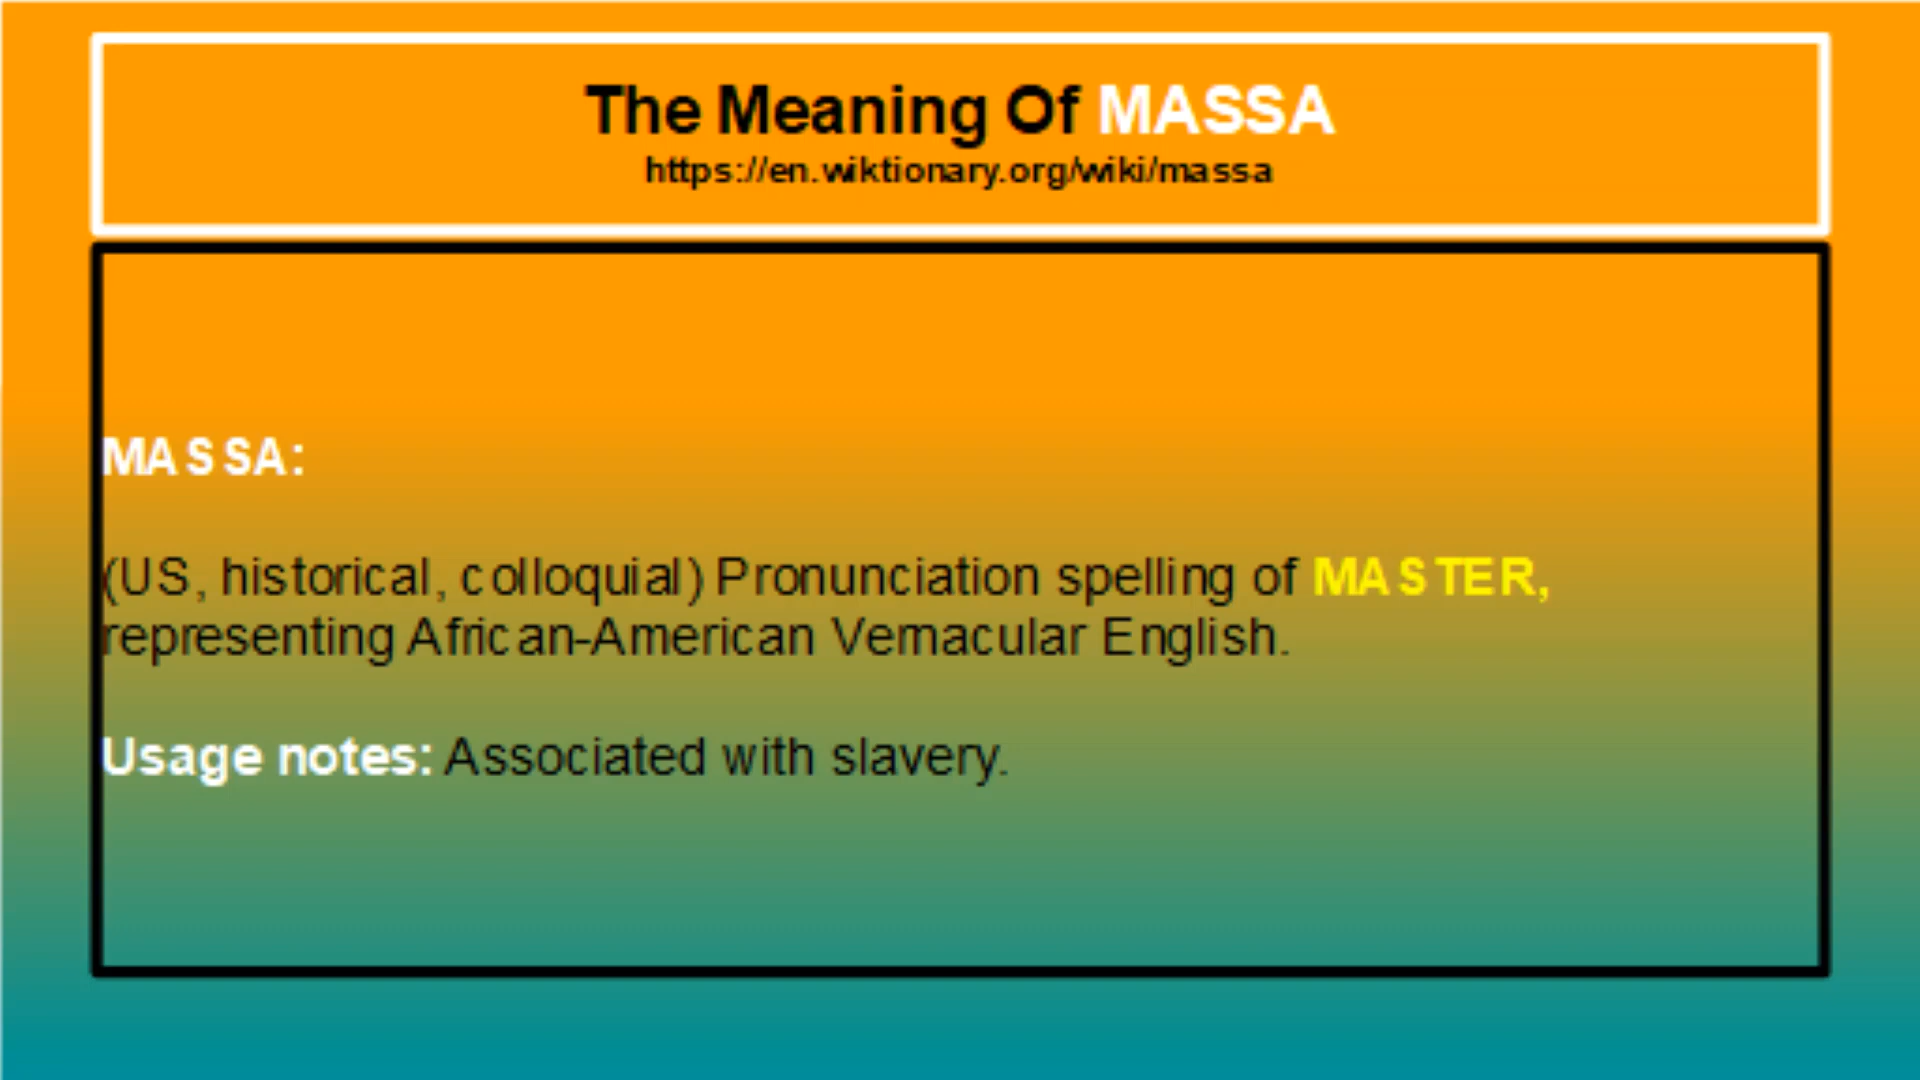 The Meaning Of MASSA
https://en.wiktionary.org/wiki/massa
MASSA:
(US, historical, colloquial) Pronunciation spelling of MASTER,
representing African-American Vernacular English.
Usage notes: Associated with slavery.